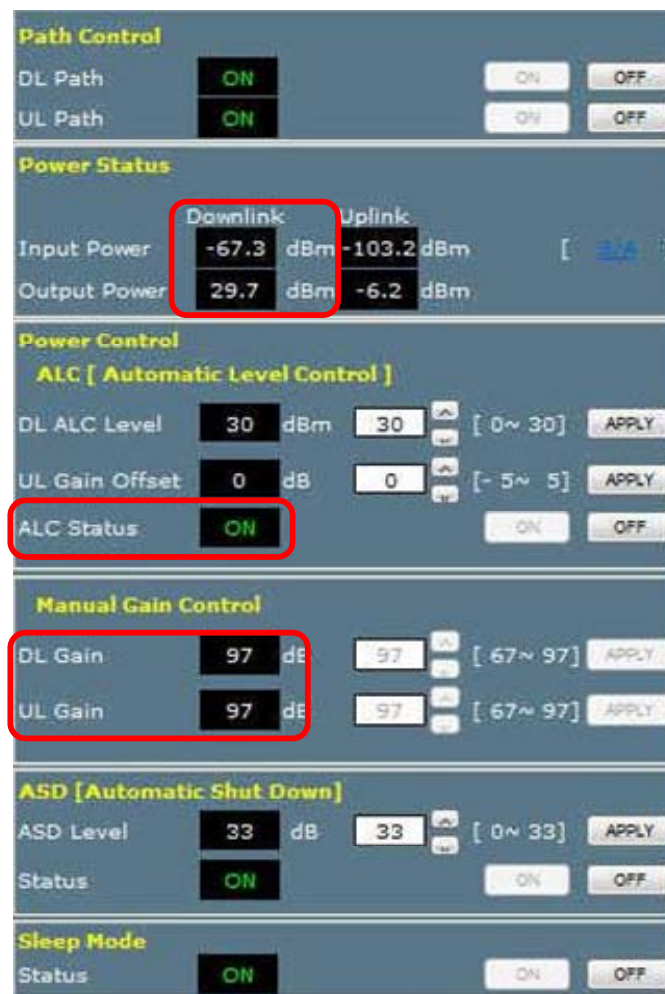 Path Control
DL Path ON ON OFF
UL Path ON ON OFF
Power Status
Downlink Uplink
Input Power -67.3 dBm -103.2 dBm [
Output Power 29.7 dBm -6.2 dBm
Power Control
ALC [ Automatic Level Control ]
DL ALC Level 30 dBm 30 [ 0~ 30] APPLY
UL Gain Offset 0 dB 0 [- 5~ 5] APPLY
ALC Status ON ON OFF
Manual Gain Control
DL Gain 97 dB 97 [ 67~ 97] APPLY
UL Gain 97 dB 97 [ 67~ 97] APPLY
ASD [Automatic Shut Down]
ASD Level 33 dB 33 [ 0~ 33] APPLY
Status ON ON OFF
Sleep Mode
Status ON ON OFF